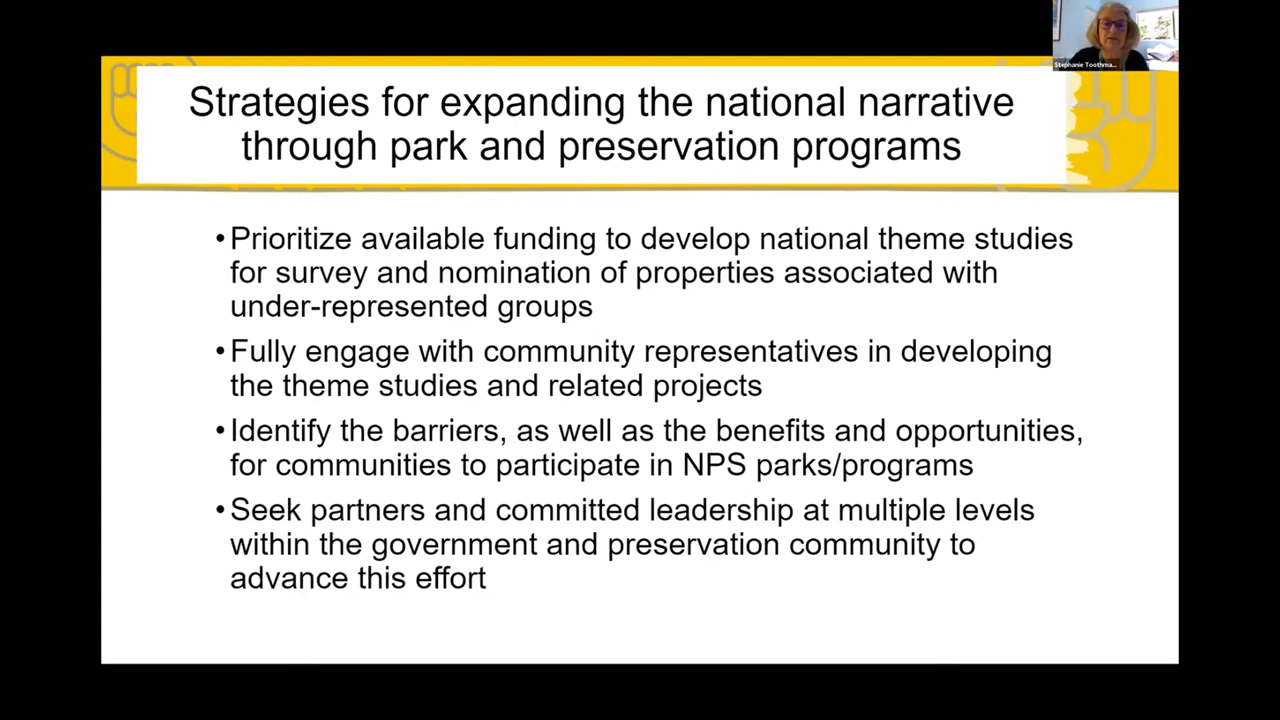 Stephanie Toothma...
Strategies for expanding the national narrative
through park and preservation programs
•Prioritize available funding to develop national theme studies
for survey and nomination of properties associated with
under-represented groups
•Fully engage with community representatives in developing
the theme studies and related projects
•Identify the barriers, as well as the benefits and opportunities,
for communities to participate in NPS parks/programs
•Seek partners and committed leadership at multiple levels
within the government and preservation community to
advance this effort